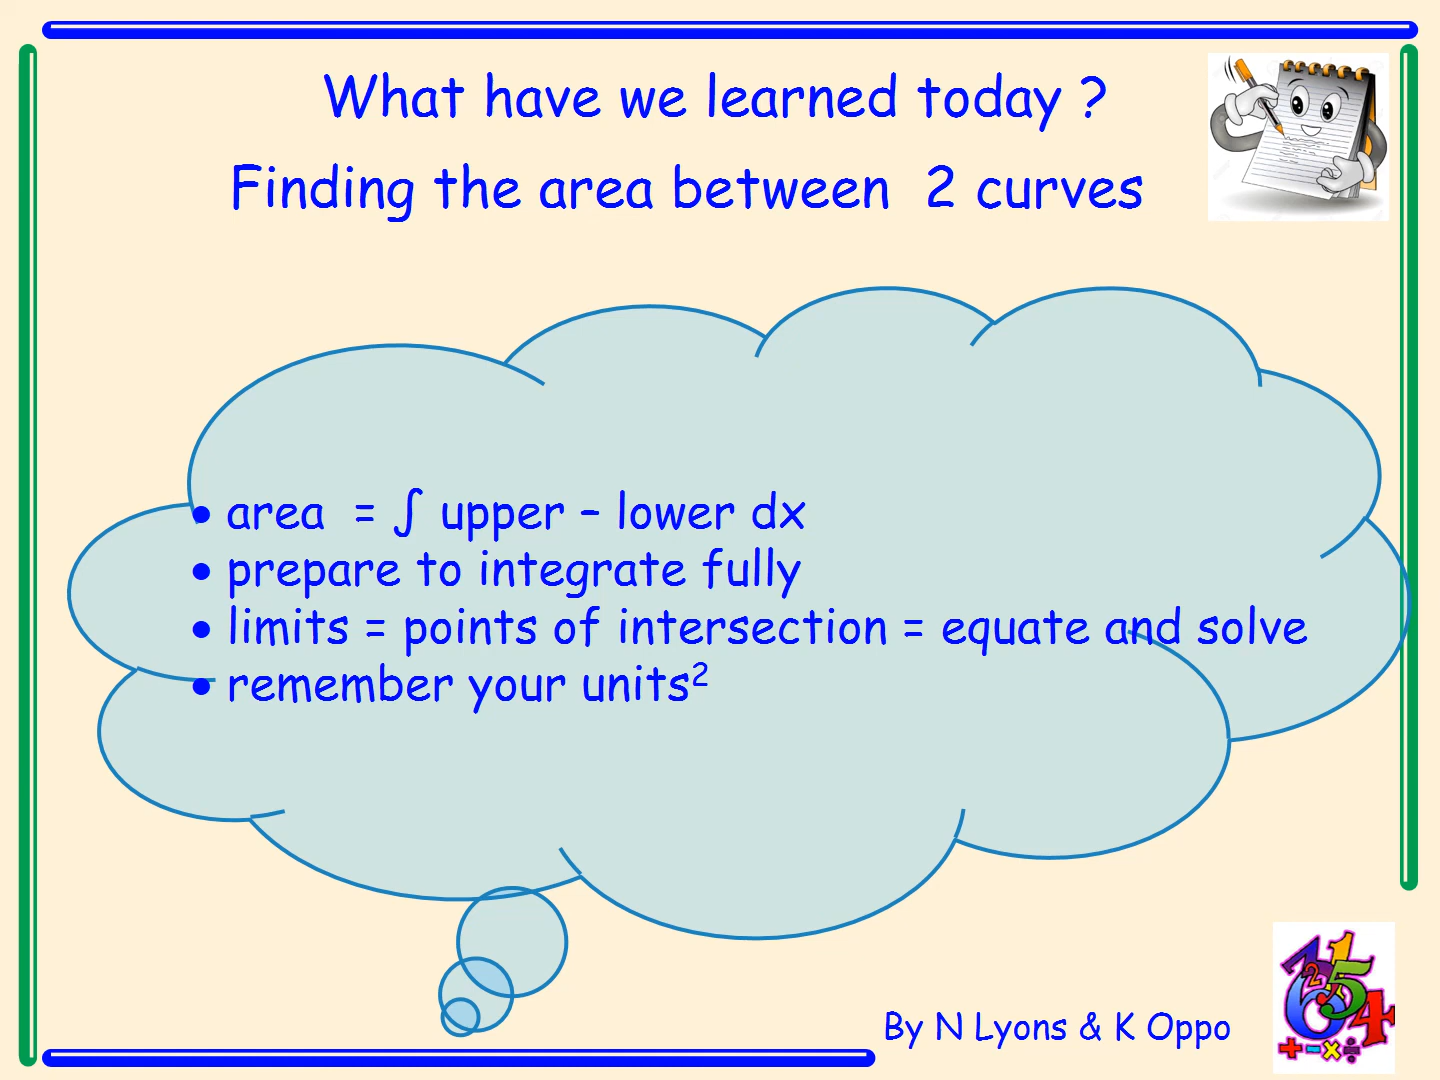 What have we learned today ?
Finding the area between 2 curves
• area = ∫ upper – lower dx
• prepare to integrate fully
• limits = points of intersection = equate and solve
• remember your units²
By N Lyons & K Oppo